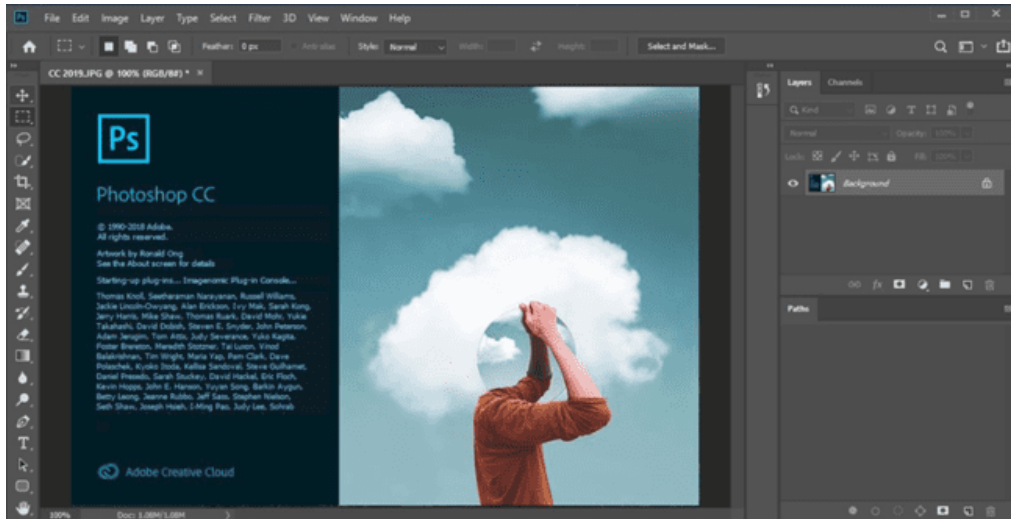 Ps File Edit Image Layer Type Select Filter 3D View Window Help
Feather: 0 px Anti-alias Style: Normal Width: Height: Select and Mask...
CC 2019.JPG @ 100% (RGB/8#) * ×
Layers Channels
Kind
Normal Opacity: 100%
Lock: Fill: 100%
Background
fx
Paths
Ps
Photoshop CC
© 1990-2018 Adobe.
All rights reserved.
Artwork by Ronald Ong
See the About screen for details
Starting-up plug-ins... Imagenomic Plug-in Console...
Thomas Knoll, Seetharaman Narayanan, Russell Williams,
Jackie Lincoln-Owyang, Alan Erickson, Ivy Mak, Sarah Kong,
Jerry Harris, Mike Shaw, Thomas Ruark, David Mohr, Yukie
Takahashi, David Dobish, Steven E. Snyder, John Peterson,
Adam Jerugim, Tom Attix, Judy Severance, Yuko Kagita,
Foster Brereton, Meredith Stotzner, Tai Luxon, Vinod
Balakrishnan, Tim Wright, Maria Yap, Pam Clark, Dave
Polaschek, Kyoko Itoda, Kellisa Sandoval, Steve Guilhamet,
Daniel Presedo, Sarah Stuckey, David Hackel, Eric Floch,
Kevin Hopps, John E. Hanson, Yuyan Song, Barkin Aygun,
Betty Leong, Jeanne Rubbo, Jeff Sass, Stephen Nielson,
Seth Shaw, Joseph Hsieh, I-Ming Pao, Judy Lee, Sohrab
Adobe Creative Cloud
100% Doc: 1.08M/1.08M